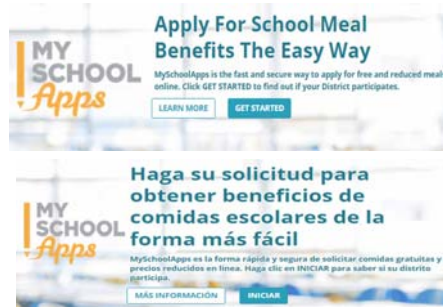 MY
SCHOOL
Apps
Apply For School Meal
Benefits The Easy Way
MySchoolApps is the fast and secure way to apply for free and reduced meals
online. Click GET STARTED to find out if your District participates.
LEARN MORE
GET STARTED
MY
SCHOOL
Apps
Haga su solicitud para
obtener beneficios de
comidas escolares de la
forma más fácil
MySchoolApps es la forma rápida y segura de solicitar comidas gratuitas y
precios reducidos en linea. Haga clic en INICIAR para saber si su distrito
participa.
MÁS INFORMACIÓN
INICIAR